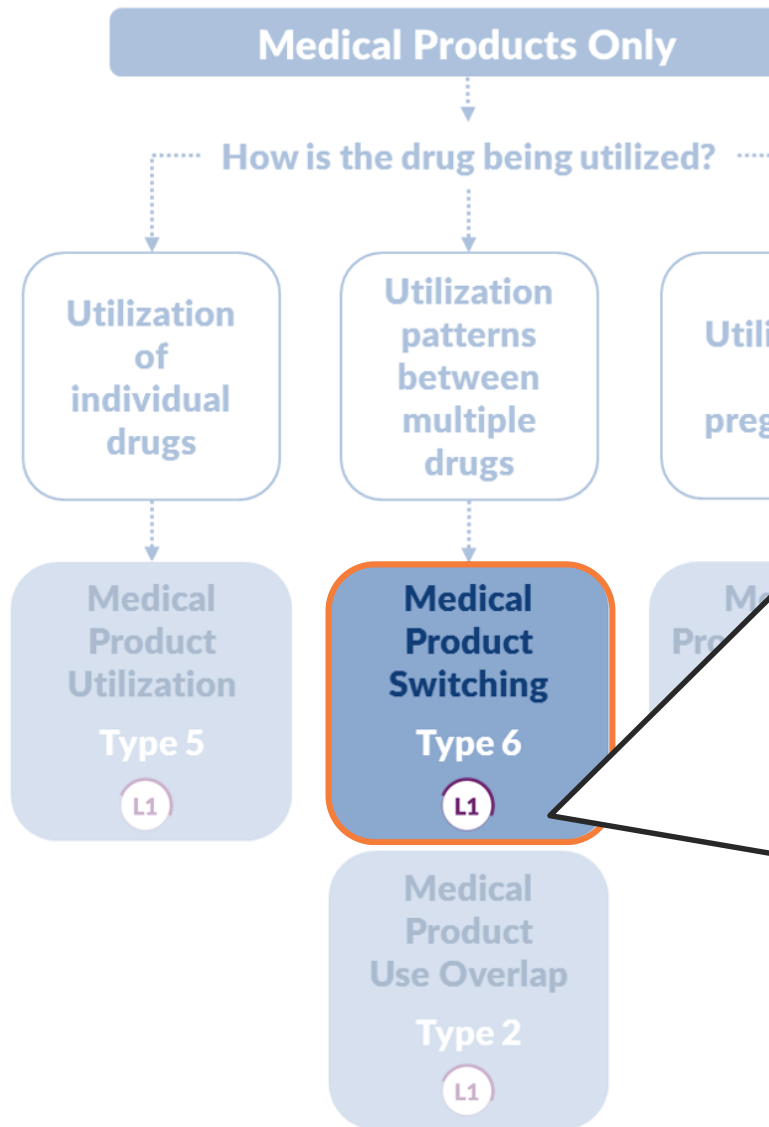 Medical Products Only
How is the drug being utilized?
Utilization
of
individual
drugs
Utilization
patterns
between
multiple
drugs
Medical
Product
Utilization
Type 5
L1
Medical
Product
Switching
Type 6
L1
Medical
Product
Use Overlap
Type 2
L1